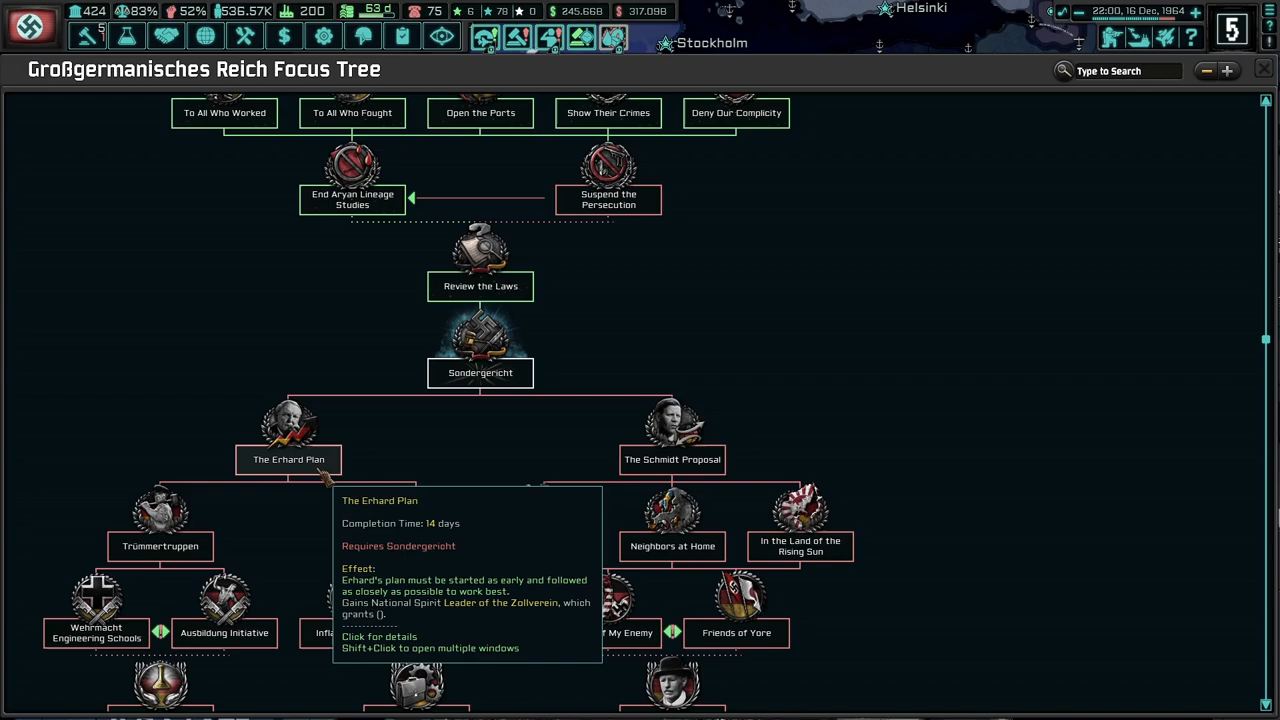 424 83% 52% 536.57K 200 63 d 75 6 78 0 $ 245.668 $ 317.098
22:00, 16 Dec, 1964
5
Helsinki
Stockholm
Großgermanisches Reich Focus Tree
Type to Search
To All Who Worked
To All Who Fought
Open the Ports
Show Their Crimes
Deny Our Complicity
End Aryan Lineage
Studies
Suspend the
Persecution
Review the Laws
Sondergericht
The Erhard Plan
The Schmidt Proposal
The Erhard Plan
Completion Time: 14 days
Requires Sondergericht
Effect:
Erhard's plan must be started as early and followed
as closely as possible to work best.
Gains National Spirit Leader of the Zollverein, which
grants ().
--------------
Click for details
Shift+Click to open multiple windows
Trümmertruppen
Neighbors at Home
In the Land of the
Rising Sun
Wehrmacht
Engineering Schools
Ausbildung Initiative
Infla
f My Enemy
Friends of Yore